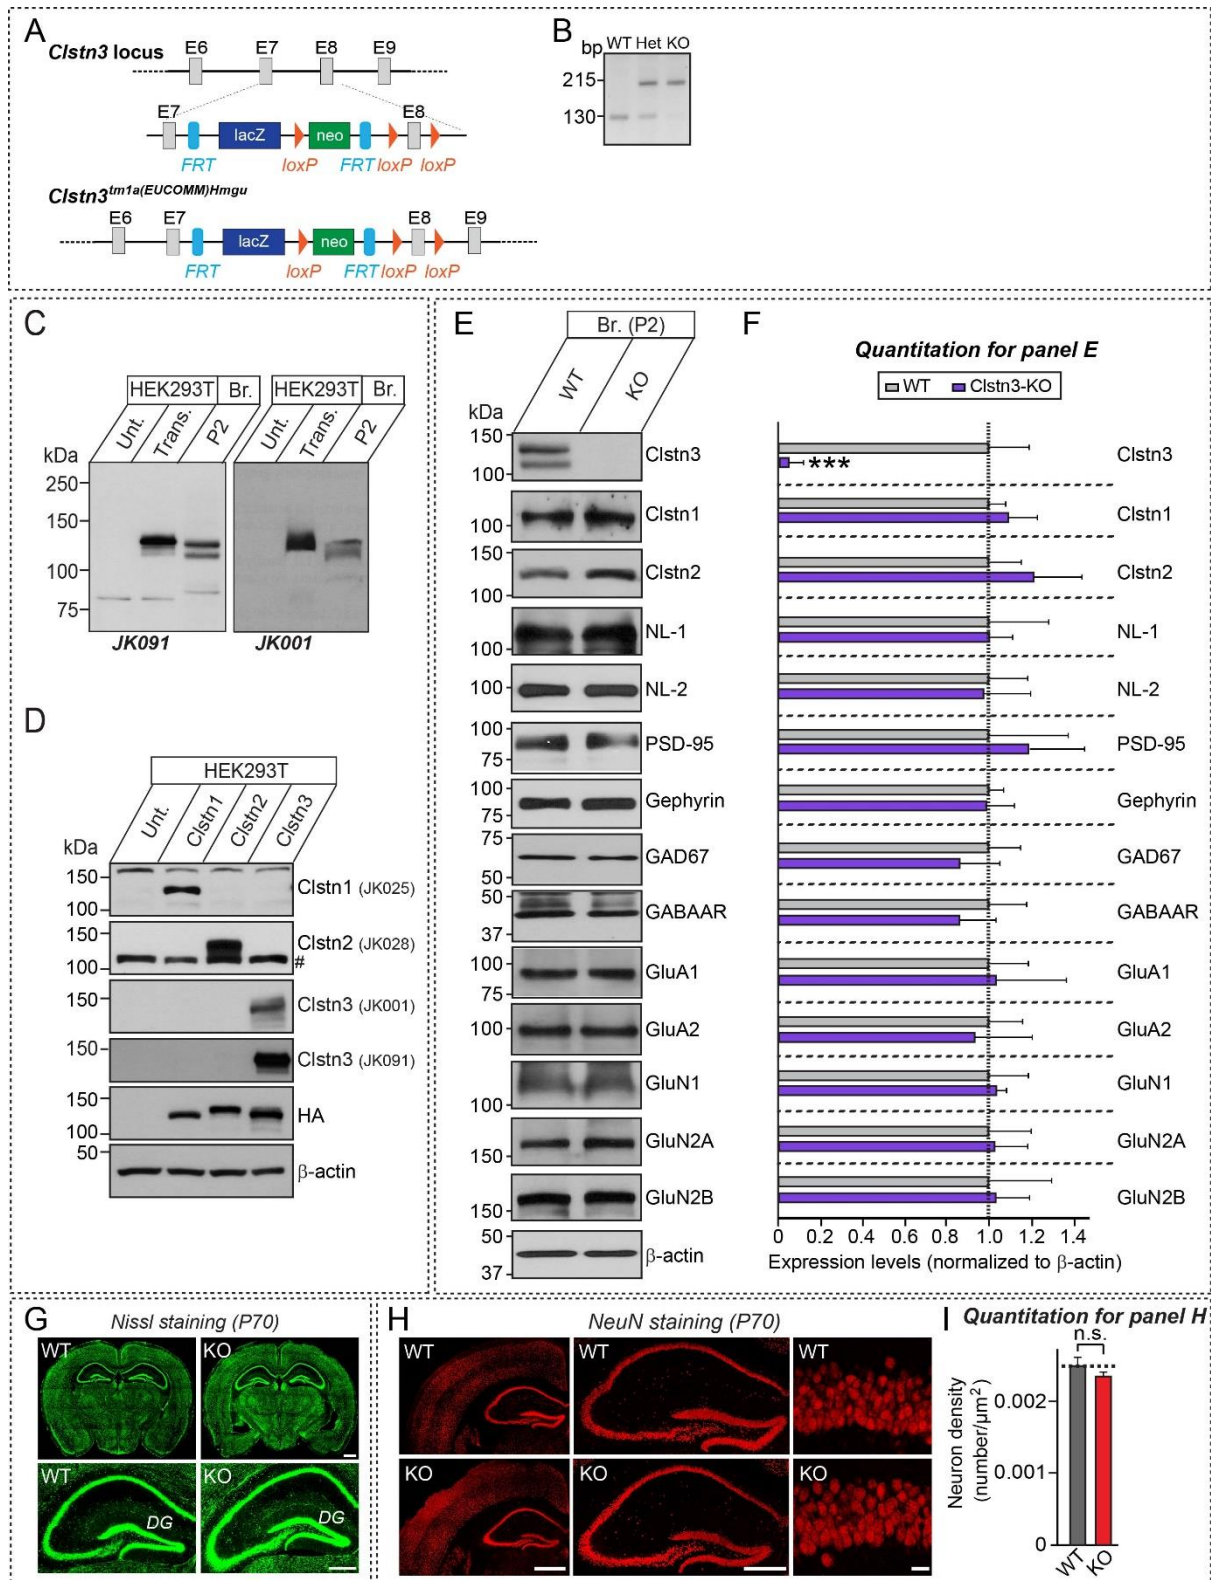 A
Clstn3 locus
E6 E7 E8 E9
E7 E8
lacZ neo
FRT loxP FRT loxP loxP
Clstn3tm1a(EUCOMM)Hmgu
E6 E7 E8 E9
lacZ neo
FRT loxP FRT loxP loxP
B
bp WT Het KO
215
130
C
HEK293T Br. HEK293T Br.
Unt. Trans. P2 Unt. Trans. P2
kDa
250
150
100
75
JK091 JK001
D
HEK293T
Unt. Clstn1 Clstn2 Clstn3
kDa
150
100
Clstn1 (JK025)
150
100
Clstn2 (JK028)
#
150
Clstn3 (JK001)
150
Clstn3 (JK091)
150
100
HA
50
β-actin
E
Br. (P2)
WT KO
kDa
150
100
Clstn3
100
Clstn1
150
100
Clstn2
100
NL-1
100
NL-2
100
75
PSD-95
100
75
Gephyrin
75
50
GAD67
50
37
GABAAR
100
75
GluA1
100
GluA2
100
GluN1
150
GluN2A
150
GluN2B
50
37
β-actin
F
Quantitation for panel E
WT Clstn3-KO
*** Clstn3
Clstn1
Clstn2
NL-1
NL-2
PSD-95
Gephyrin
GAD67
GABAAR
GluA1
GluA2
GluN1
GluN2A
GluN2B
0 0.2 0.4 0.6 0.8 1.0 1.2 1.4
Expression levels (normalized to β-actin)
G
Nissl staining (P70)
WT KO
WT KO
DG DG
H
NeuN staining (P70)
WT WT WT
KO KO KO
I
Quantitation for panel H
n.s.
Neuron density
(number/µm²)
0.002
0.001
0
WT KO